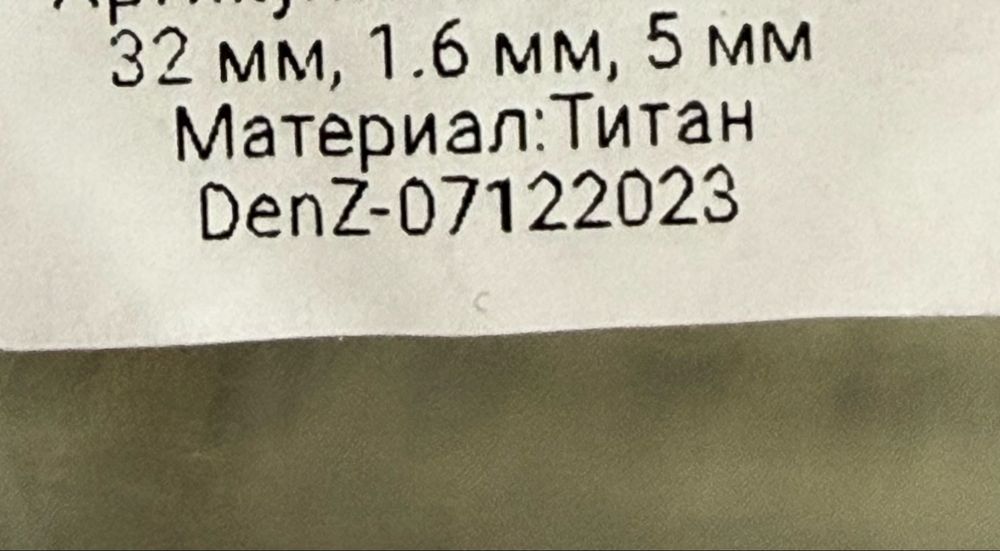 32 мм, 1.6 мм, 5 мм
Материал:Титан
DenZ-07122023